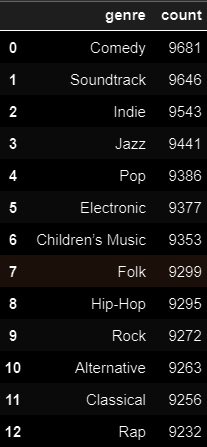 genre count
0 Comedy 9681
1 Soundtrack 9646
2 Indie 9543
3 Jazz 9441
4 Pop 9386
5 Electronic 9377
6 Children’s Music 9353
7 Folk 9299
8 Hip-Hop 9295
9 Rock 9272
10 Alternative 9263
11 Classical 9256
12 Rap 9232